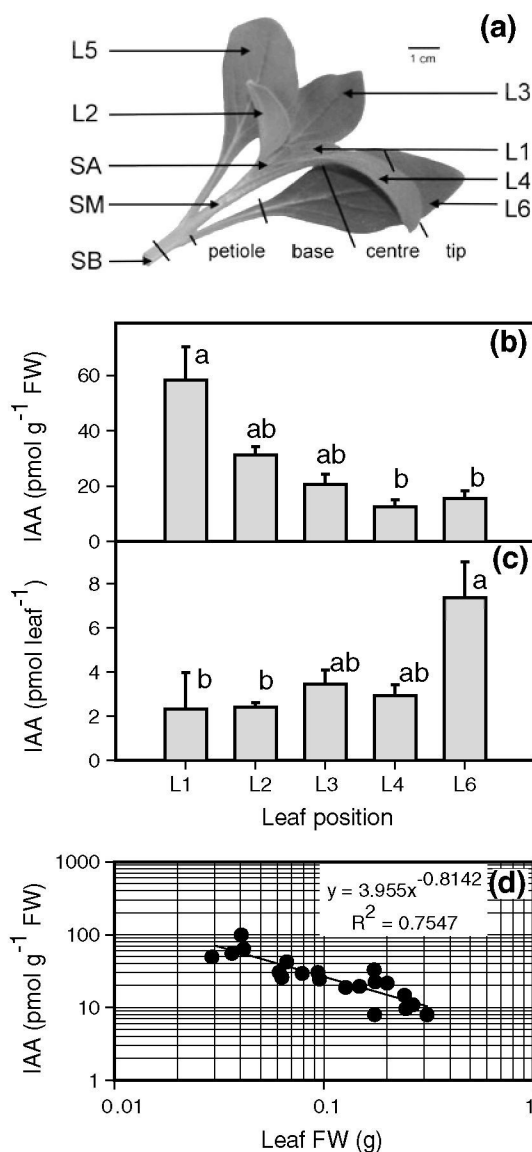 (a)
L5
1 cm
L3
L2
L1
SA
L4
SM
L6
SB
petiole base centre tip
(b)
IAA (pmol g⁻¹ FW)
60
40
20
0
a
ab
ab
b
b
(c)
IAA (pmol leaf⁻¹)
8
6
4
2
0
b
b
ab
ab
a
L1 L2 L3 L4 L6
Leaf position
(d)
IAA (pmol g⁻¹ FW)
1000
100
10
1
y = 3.955x^-0.8142
R² = 0.7547
0.01 0.1 1
Leaf FW (g)